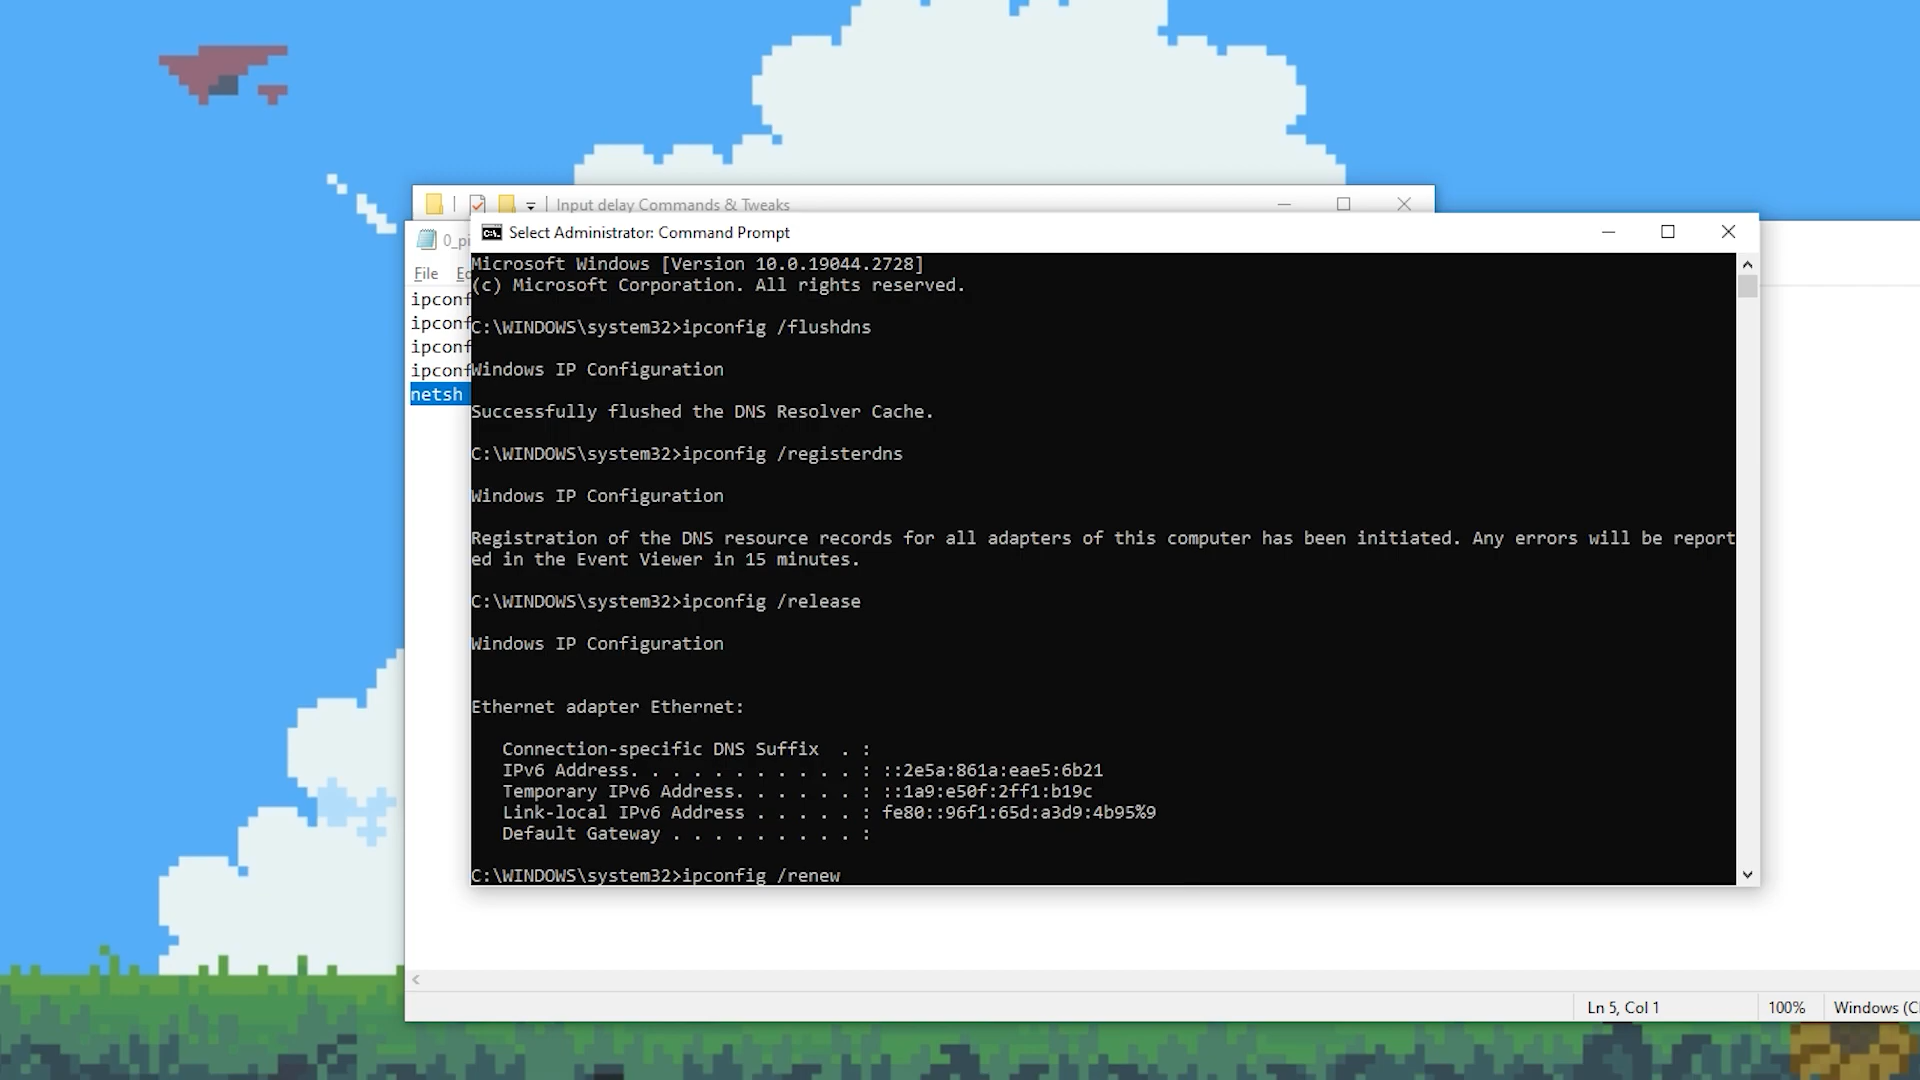 Input delay Commands & Tweaks
0_pi
Select Administrator: Command Prompt
File Ed
ipconf
ipconf
ipconf
ipconf
netsh
Microsoft Windows [Version 10.0.19044.2728]
(c) Microsoft Corporation. All rights reserved.
C:\WINDOWS\system32>ipconfig /flushdns
Windows IP Configuration
Successfully flushed the DNS Resolver Cache.
C:\WINDOWS\system32>ipconfig /registerdns
Windows IP Configuration
Registration of the DNS resource records for all adapters of this computer has been initiated. Any errors will be report
ed in the Event Viewer in 15 minutes.
C:\WINDOWS\system32>ipconfig /release
Windows IP Configuration
Ethernet adapter Ethernet:
Connection-specific DNS Suffix . :
IPv6 Address. . . . . . . . . . . : ::2e5a:861a:eae5:6b21
Temporary IPv6 Address. . . . . . : ::1a9:e50f:2ff1:b19c
Link-local IPv6 Address . . . . . : fe80::96f1:65d:a3d9:4b95%9
Default Gateway . . . . . . . . . :
C:\WINDOWS\system32>ipconfig /renew
Ln 5, Col 1
100%
Windows (C